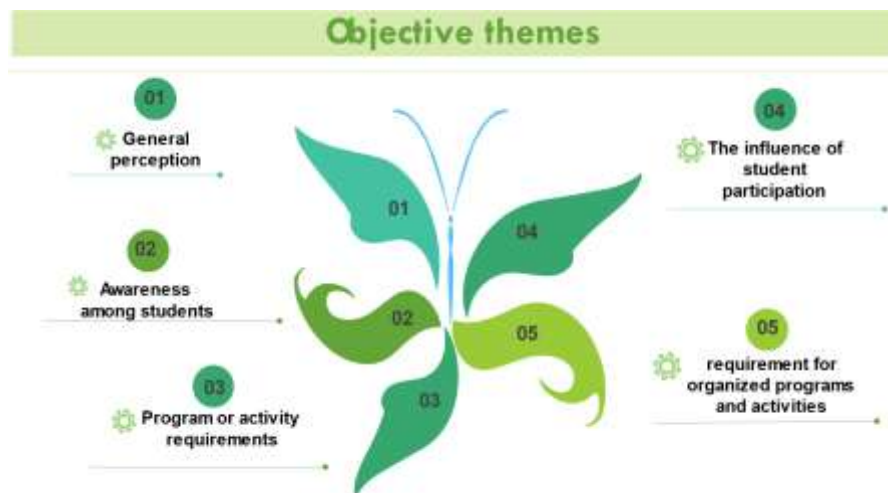 Objective themes
01
General
perception
02
Awareness
among students
03
Program or activity
requirements
04
The influence of
student
participation
05
requirement for
organized programs
and activities
01
02
03
04
05